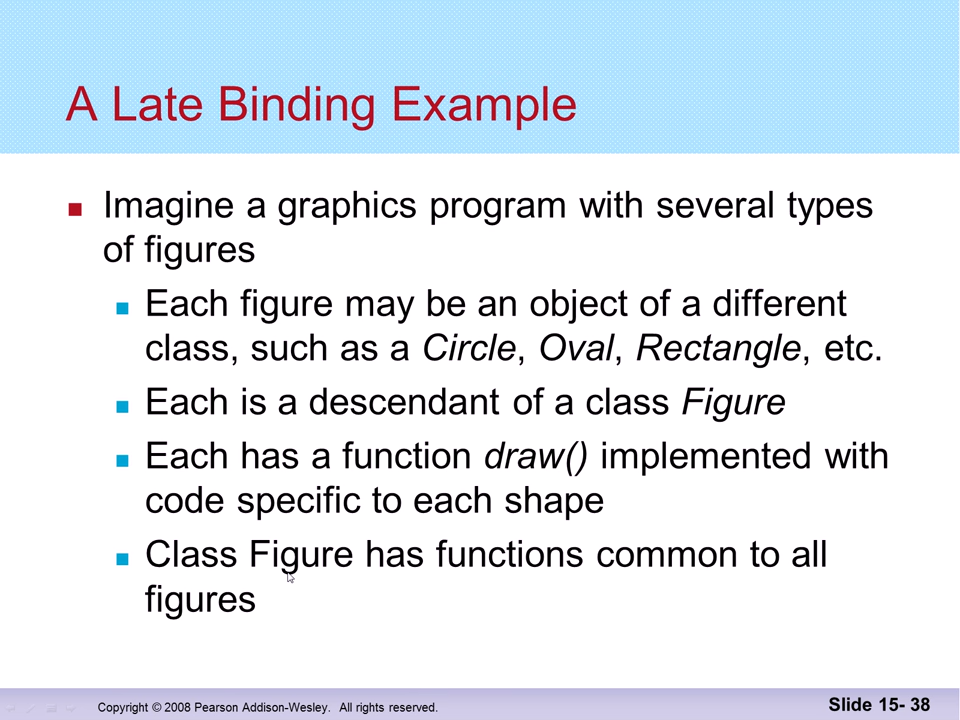 A Late Binding Example
Imagine a graphics program with several types
of figures
Each figure may be an object of a different
class, such as a Circle, Oval, Rectangle, etc.
Each is a descendant of a class Figure
Each has a function draw() implemented with
code specific to each shape
Class Figure has functions common to all
figures
Copyright © 2008 Pearson Addison-Wesley. All rights reserved.
Slide 15- 38